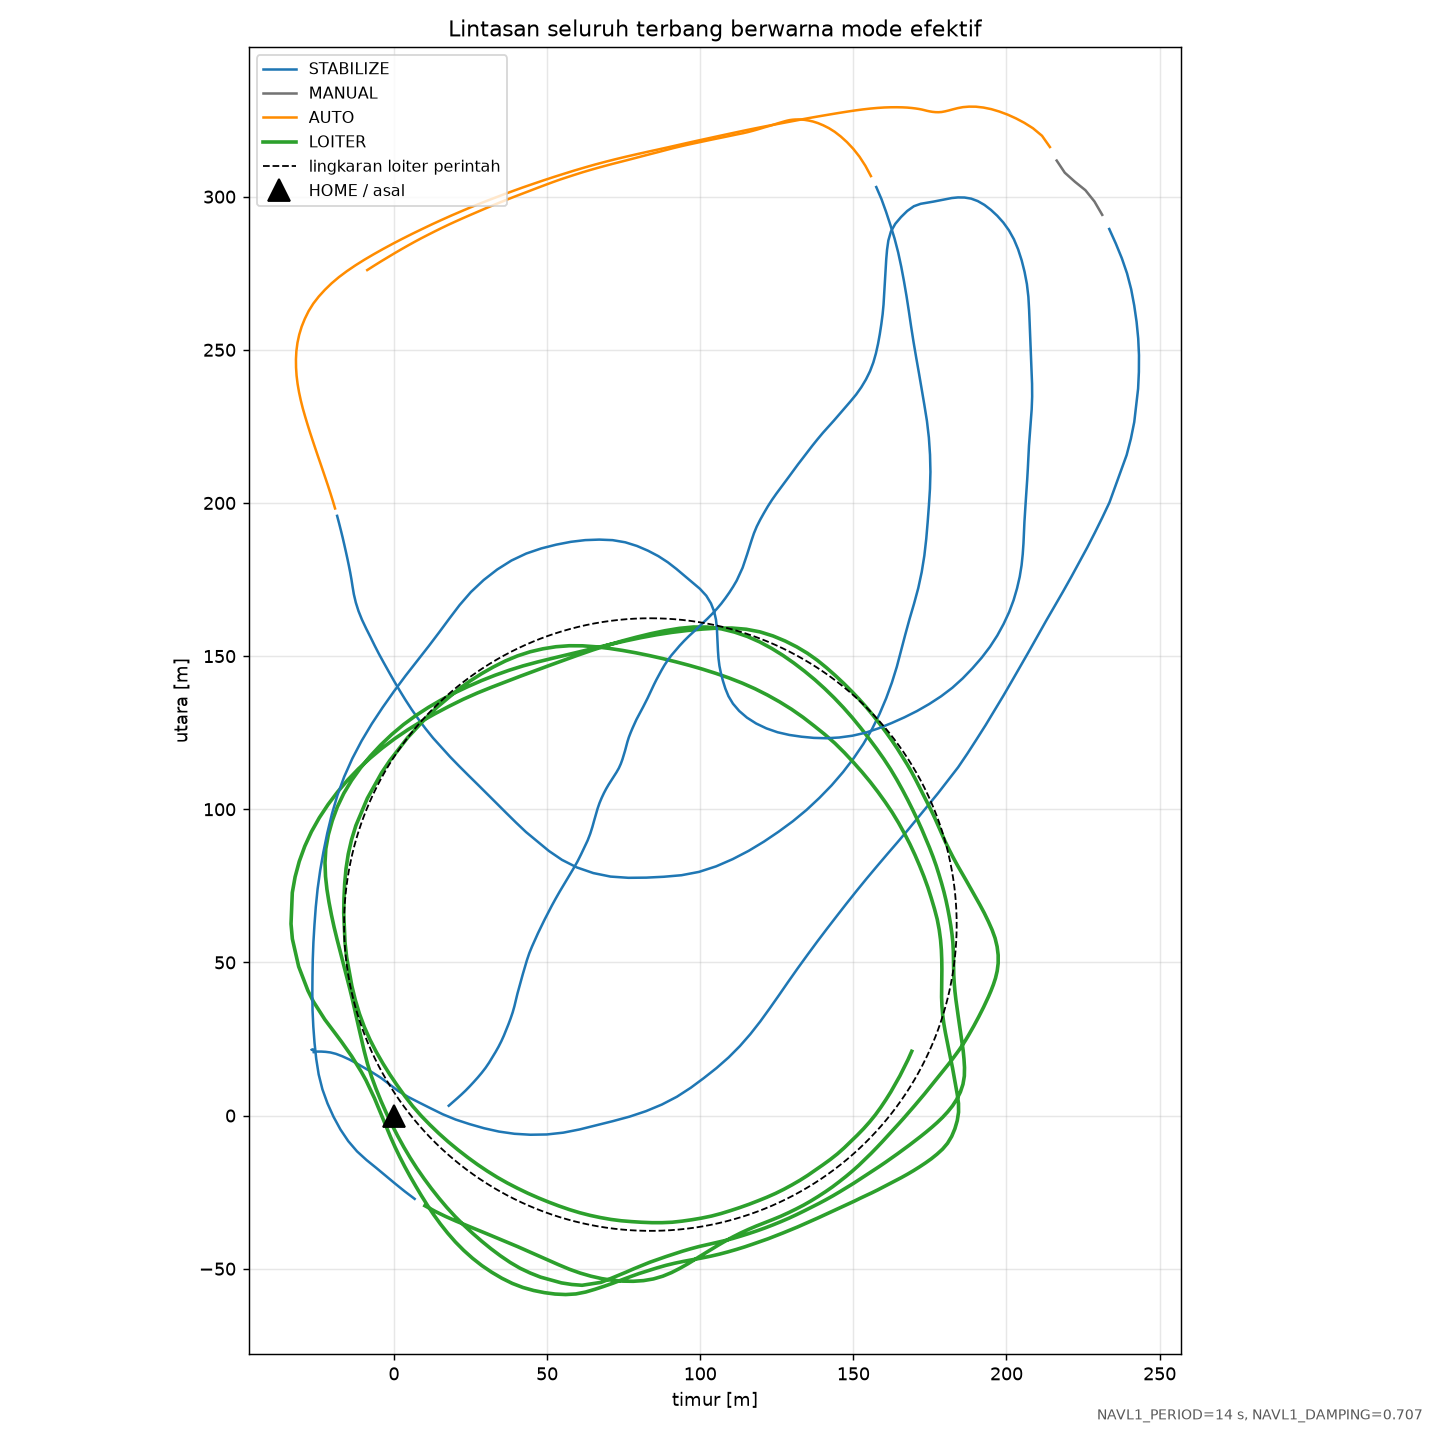 Lintasan seluruh terbang berwarna mode efektif
STABILIZE
MANUAL
AUTO
LOITER
lingkaran loiter perintah
HOME / asal
300
250
200
150
100
50
0
−50
utara [m]
0
50
100
150
200
250
timur [m]
NAVL1_PERIOD=14 s, NAVL1_DAMPING=0.707